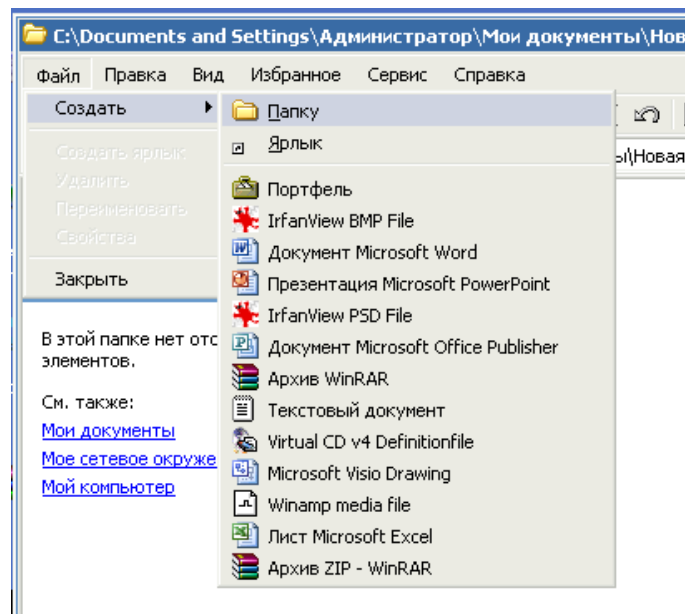 C:\Documents and Settings\Администратор\Мои документы\Нов
Файл Правка Вид Избранное Сервис Справка
Создать
Папку
Ярлык
ы\Новая
Создать ярлык
Удалить
Переименовать
Свойства
Закрыть
Портфель
IrfanView BMP File
Документ Microsoft Word
Презентация Microsoft PowerPoint
IrfanView PSD File
Документ Microsoft Office Publisher
Архив WinRAR
Текстовый документ
Virtual CD v4 Definitionfile
Microsoft Visio Drawing
Winamp media file
Лист Microsoft Excel
Архив ZIP - WinRAR
В этой папке нет ото
элементов.
См. также:
Мои документы
Мое сетевое окруже
Мой компьютер